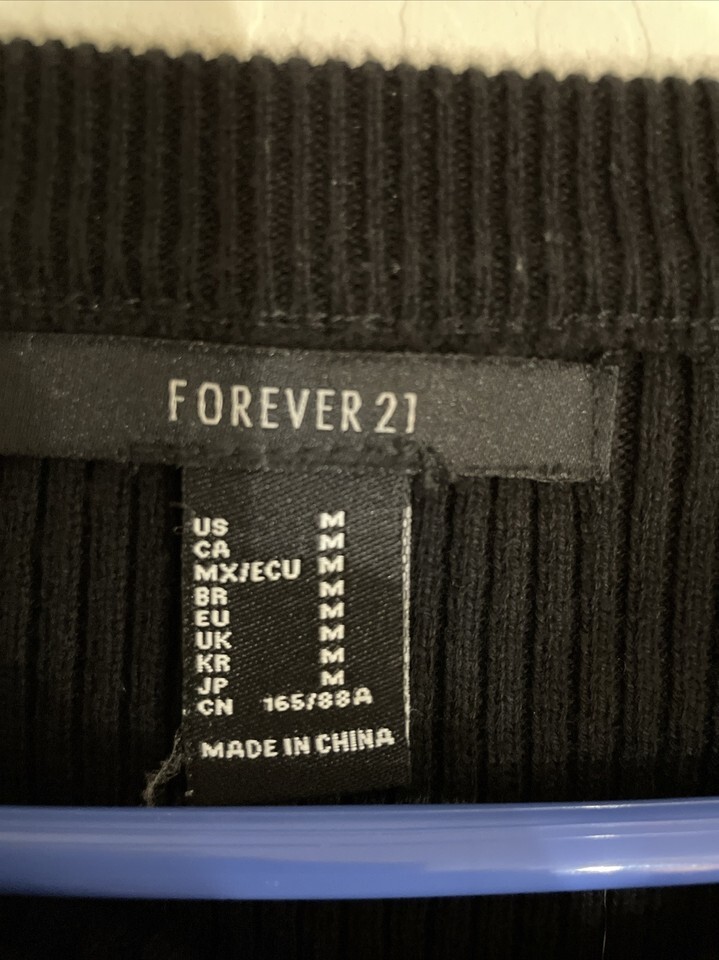 FOREVER 21
US M
CA M
MX/ECU M
BR M
EU M
UK M
KR M
JP M
CN 165/88A
MADE IN CHINA